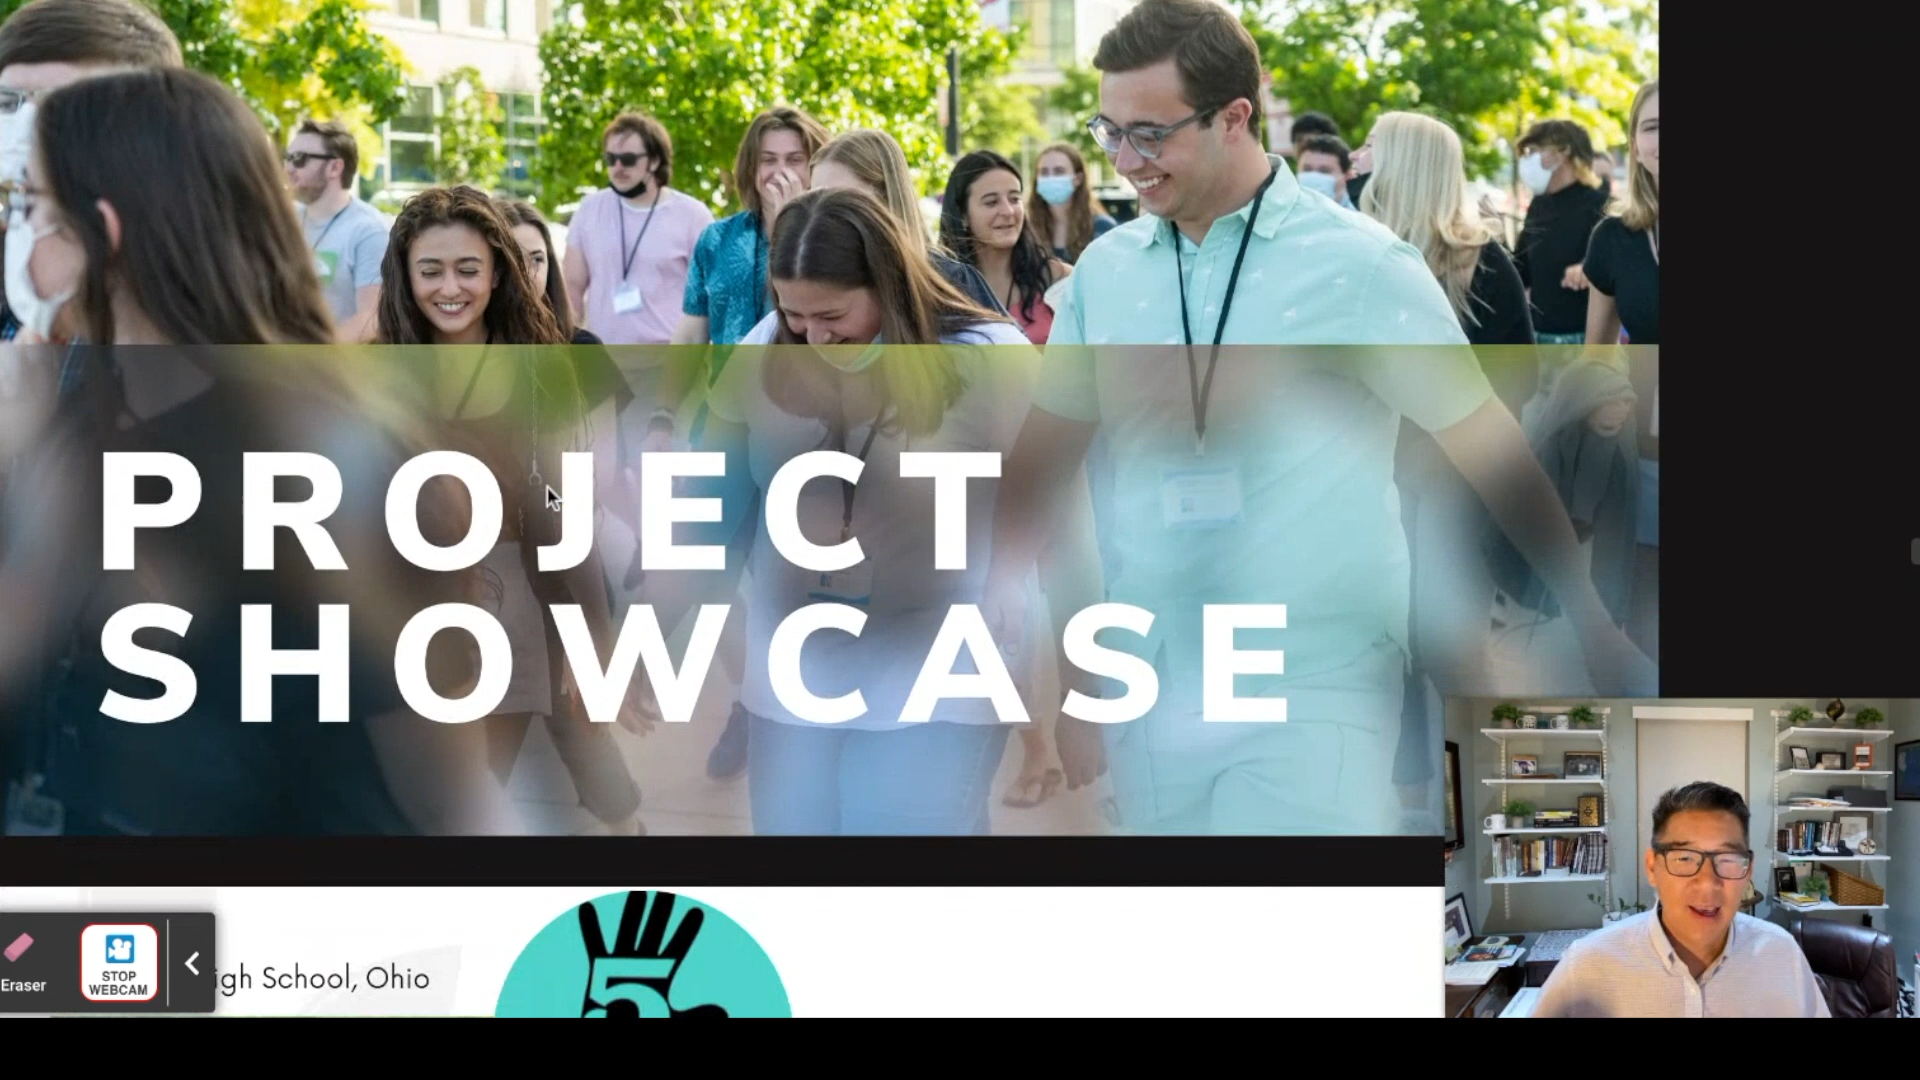 PROJECT
SHOWCASE
igh School, Ohio
5
Eraser
STOP
WEBCAM